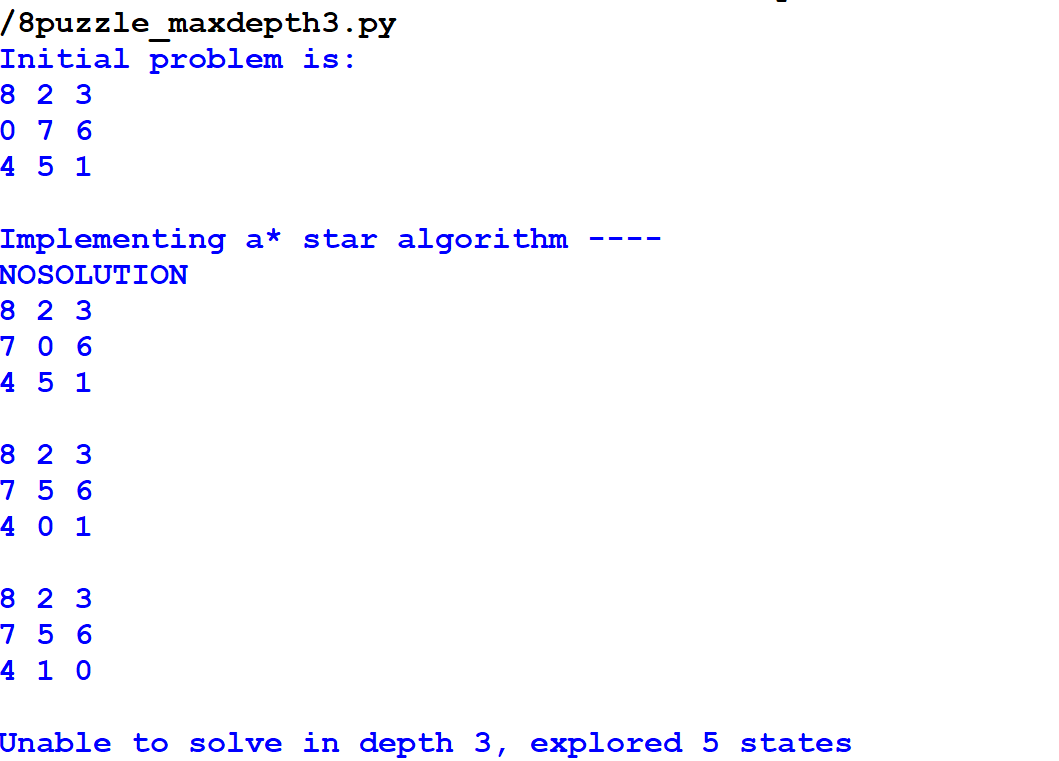 /8puzzle_maxdepth3.py
Initial problem is:
8 2 3
0 7 6
4 5 1
Implementing a* star algorithm ----
NOSOLUTION
8 2 3
7 0 6
4 5 1
8 2 3
7 5 6
4 0 1
8 2 3
7 5 6
4 1 0
Unable to solve in depth 3, explored 5 states